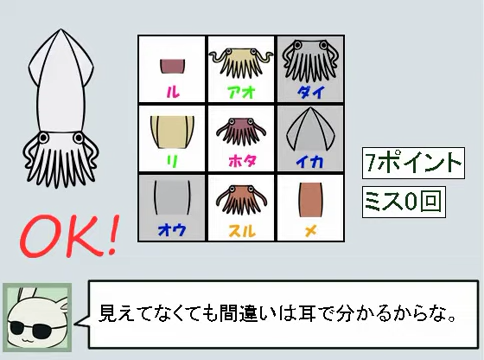 ル
アオ
ダイ
リ
ホタ
イカ
オウ
スル
メ
7ポイント
ミス0回
OK!
見えてなくても間違いは耳で分かるからな。